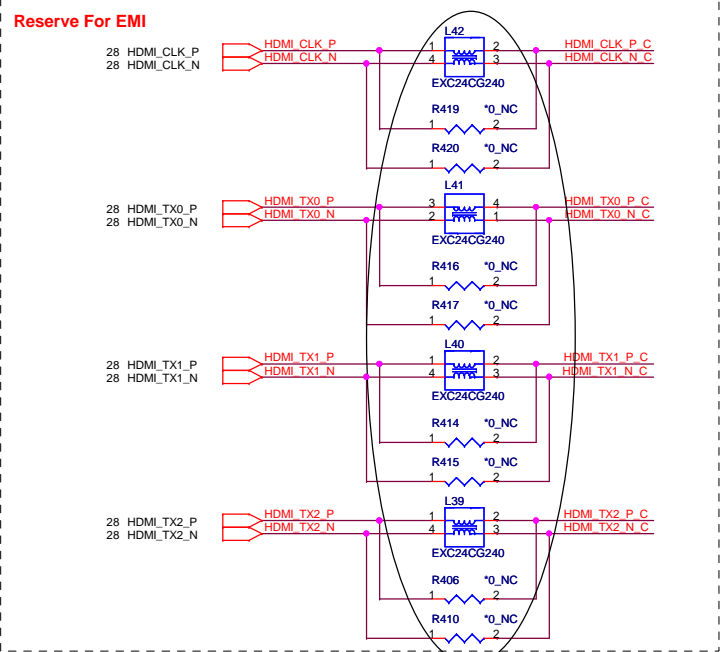 Reserve For EMI
L42
28 HDMI_CLK_P HDMI_CLK_P 1 2 HDMI_CLK_P_C
28 HDMI_CLK_N HDMI_CLK_N 4 3 HDMI_CLK_N_C
EXC24CG240
R419 *0_NC
1 2
R420 *0_NC
1 2
L41
28 HDMI_TX0_P HDMI_TX0_P 3 4 HDMI_TX0_P_C
28 HDMI_TX0_N HDMI_TX0_N 2 1 HDMI_TX0_N_C
EXC24CG240
R416 *0_NC
1 2
R417 *0_NC
1 2
L40
28 HDMI_TX1_P HDMI_TX1_P 1 2 HDMI_TX1_P_C
28 HDMI_TX1_N HDMI_TX1_N 4 3 HDMI_TX1_N_C
EXC24CG240
R414 *0_NC
1 2
R415 *0_NC
1 2
L39
28 HDMI_TX2_P HDMI_TX2_P 1 2 HDMI_TX2_P_C
28 HDMI_TX2_N HDMI_TX2_N 4 3 HDMI_TX2_N_C
EXC24CG240
R406 *0_NC
1 2
R410 *0_NC
1 2